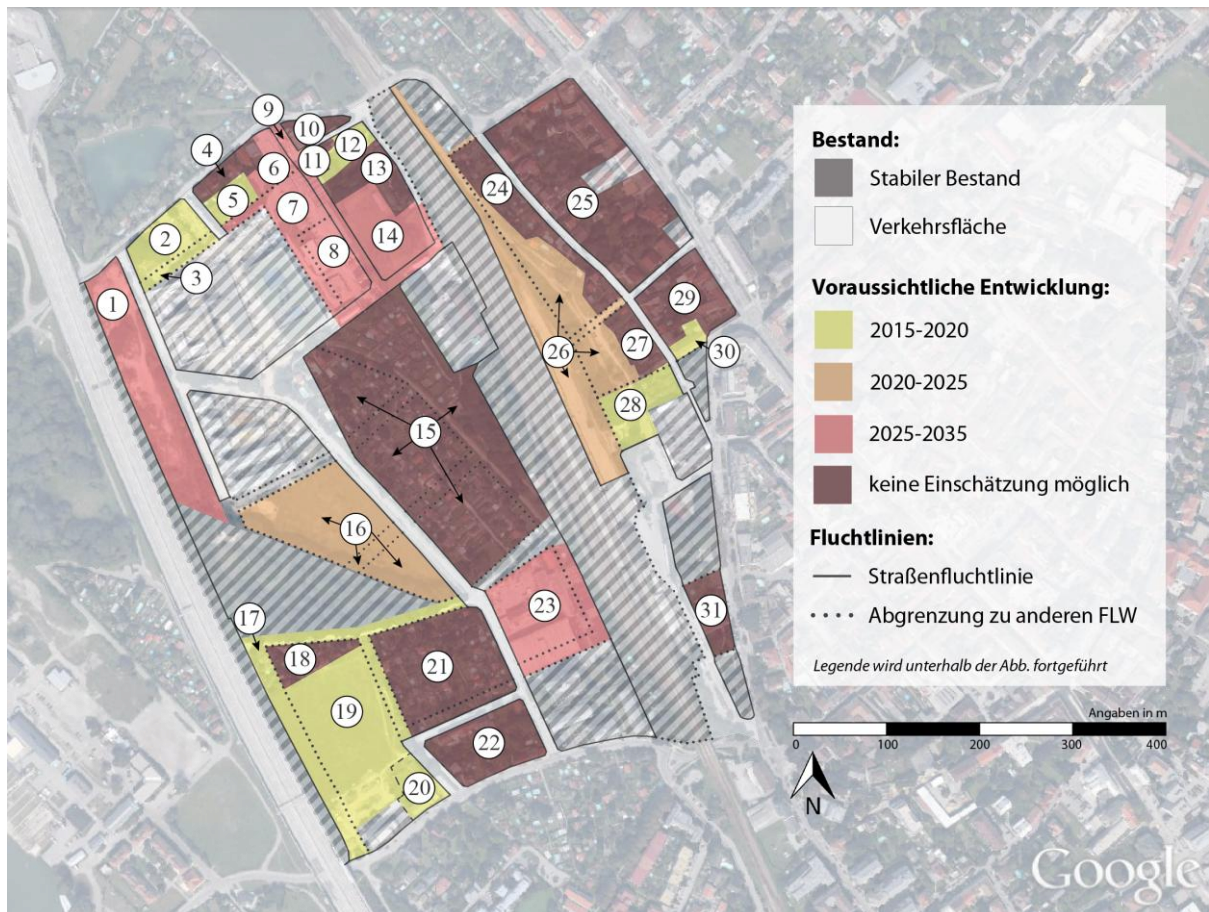 9
10
4
12
11
6
13
5
24
7
25
2
14
8
3
1
29
26
27
30
28
15
16
31
23
17
18
21
19
22
20
Bestand:
Stabiler Bestand
Verkehrsfläche
Voraussichtliche Entwicklung:
2015-2020
2020-2025
2025-2035
keine Einschätzung möglich
Fluchtlinien:
Straßenfluchtlinie
Abgrenzung zu anderen FLW
Legende wird unterhalb der Abb. fortgeführt
Angaben in m
0 100 200 300 400
N
Google